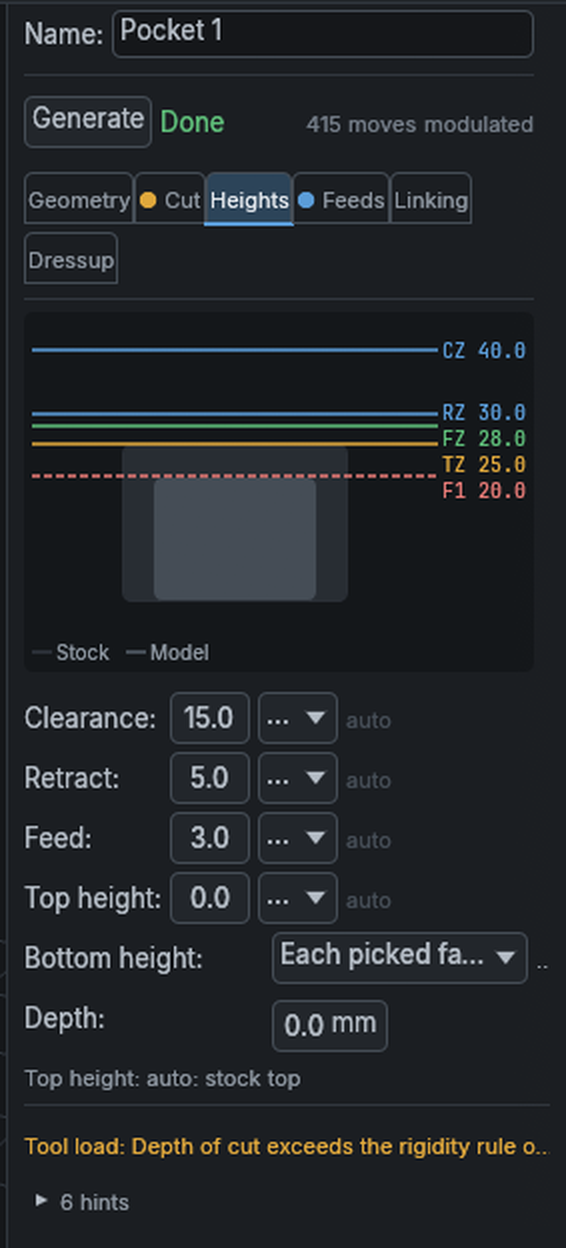 Name: Pocket 1
Generate Done 415 moves modulated
Geometry Cut Heights Feeds Linking
Dressup
CZ 40.0
RZ 30.0
FZ 28.0
TZ 25.0
F1 20.0
Stock Model
Clearance: 15.0 ... auto
Retract: 5.0 ... auto
Feed: 3.0 ... auto
Top height: 0.0 ... auto
Bottom height: Each picked fa... ..
Depth: 0.0 mm
Top height: auto: stock top
Tool load: Depth of cut exceeds the rigidity rule o...
6 hints